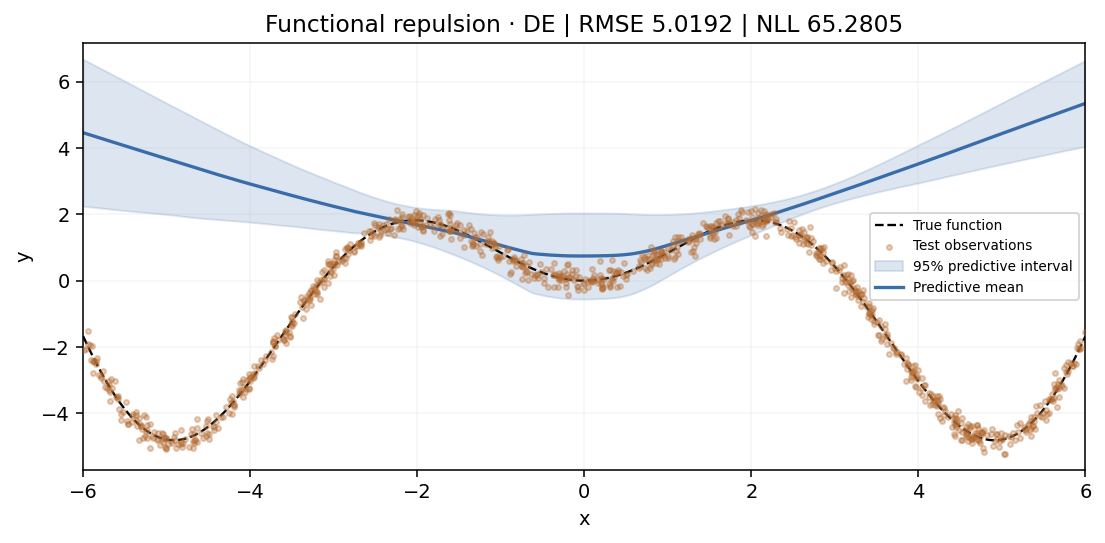 Functional repulsion · DE | RMSE 5.0192 | NLL 65.2805
y
6
4
2
0
−2
−4
True function
Test observations
95% predictive interval
Predictive mean
−6 −4 −2 0 2 4 6
x